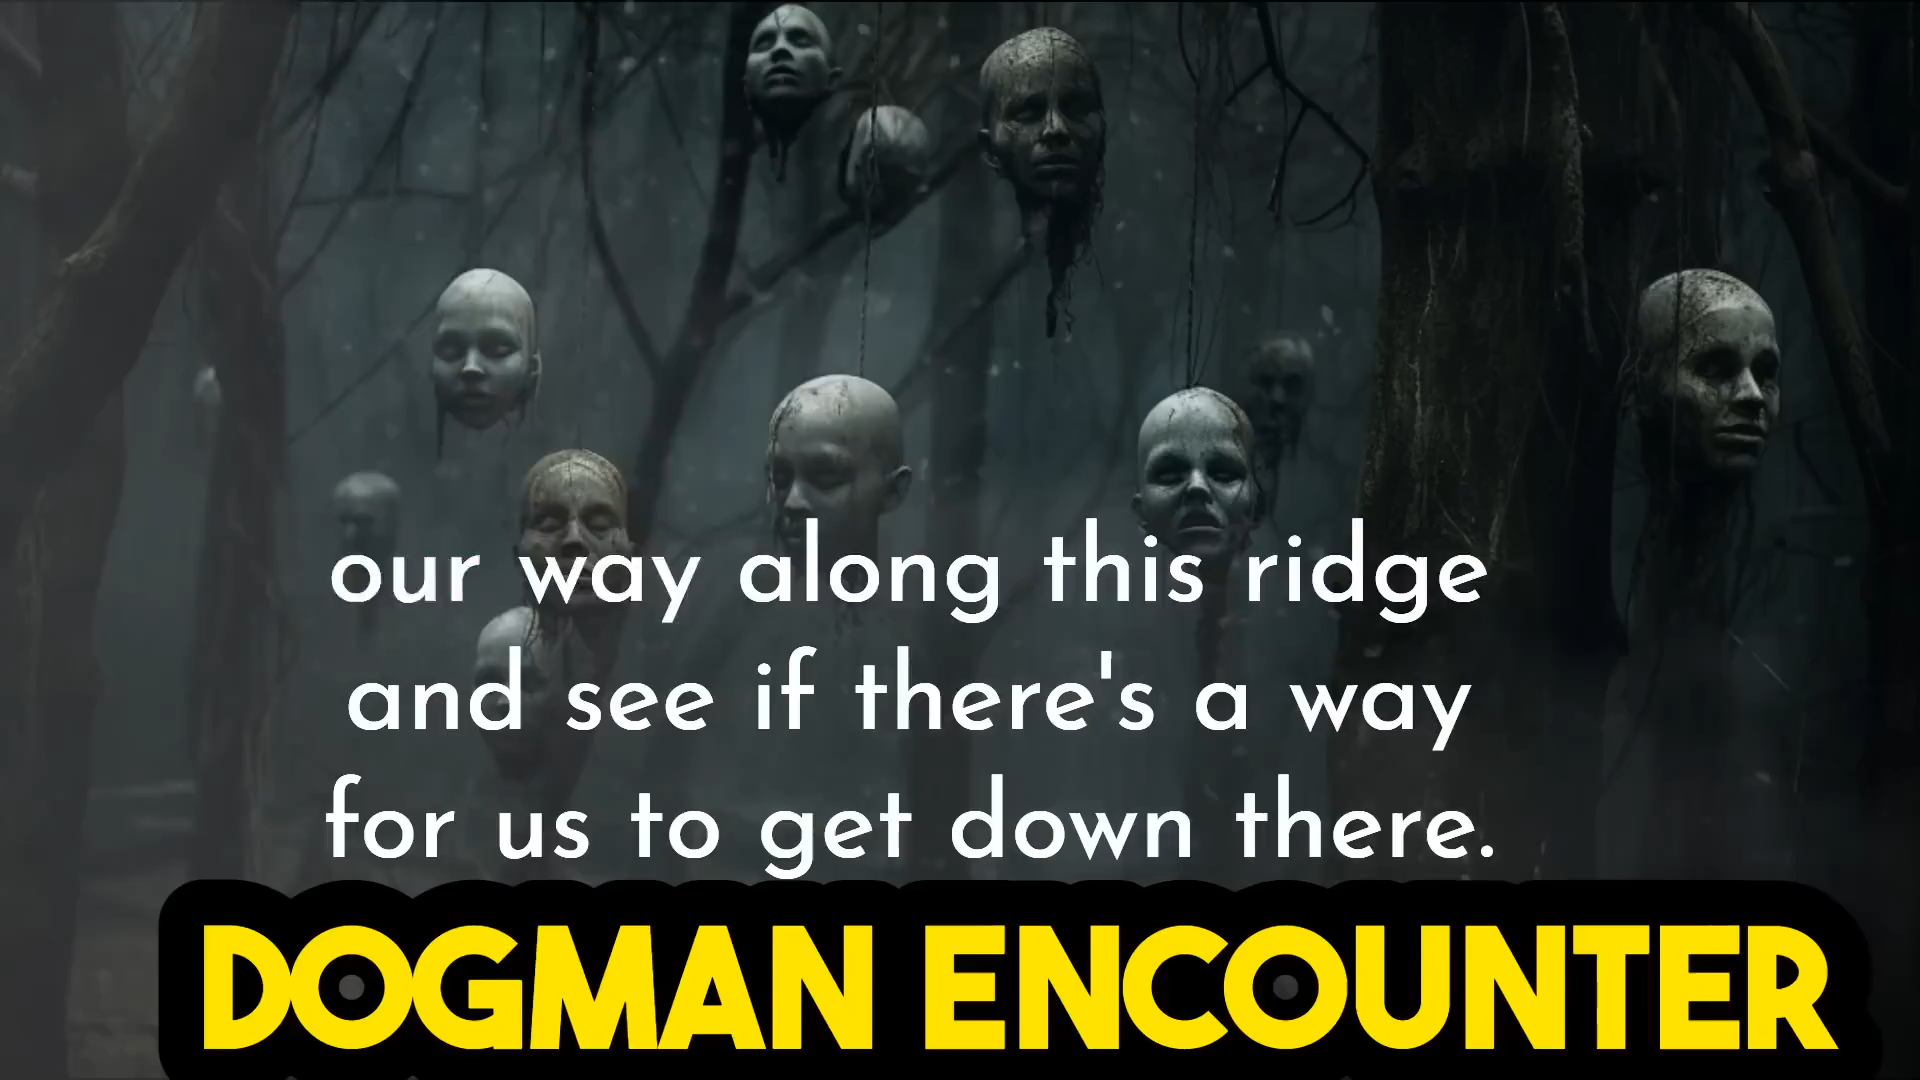 our way along this ridge
and see if there's a way
for us to get down there.
DOGMAN ENCOUNTER